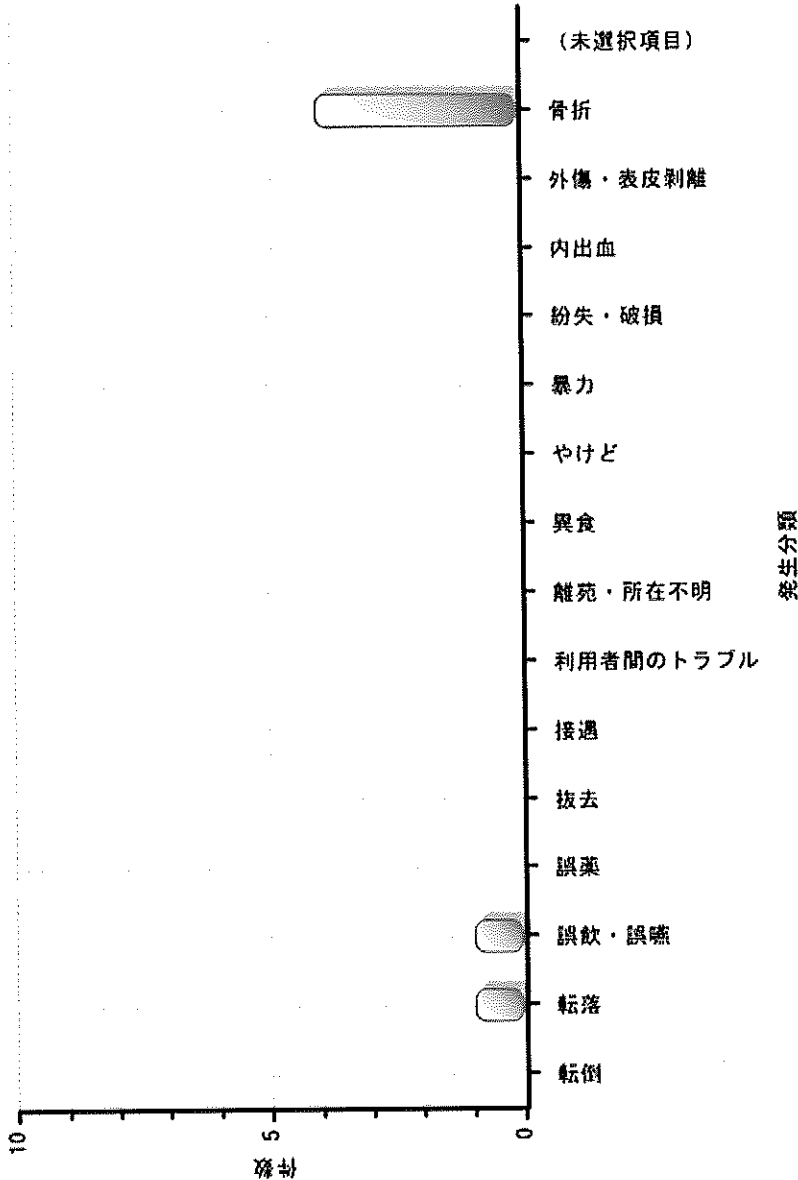 件数
10
5
0
転倒
転落
誤飲・誤嚥
誤薬
抜去
接遇
利用者間のトラブル
離苑・所在不明
異食
やけど
暴力
紛失・破損
内出血
外傷・表皮剥離
骨折
(未選択項目)
発生分類